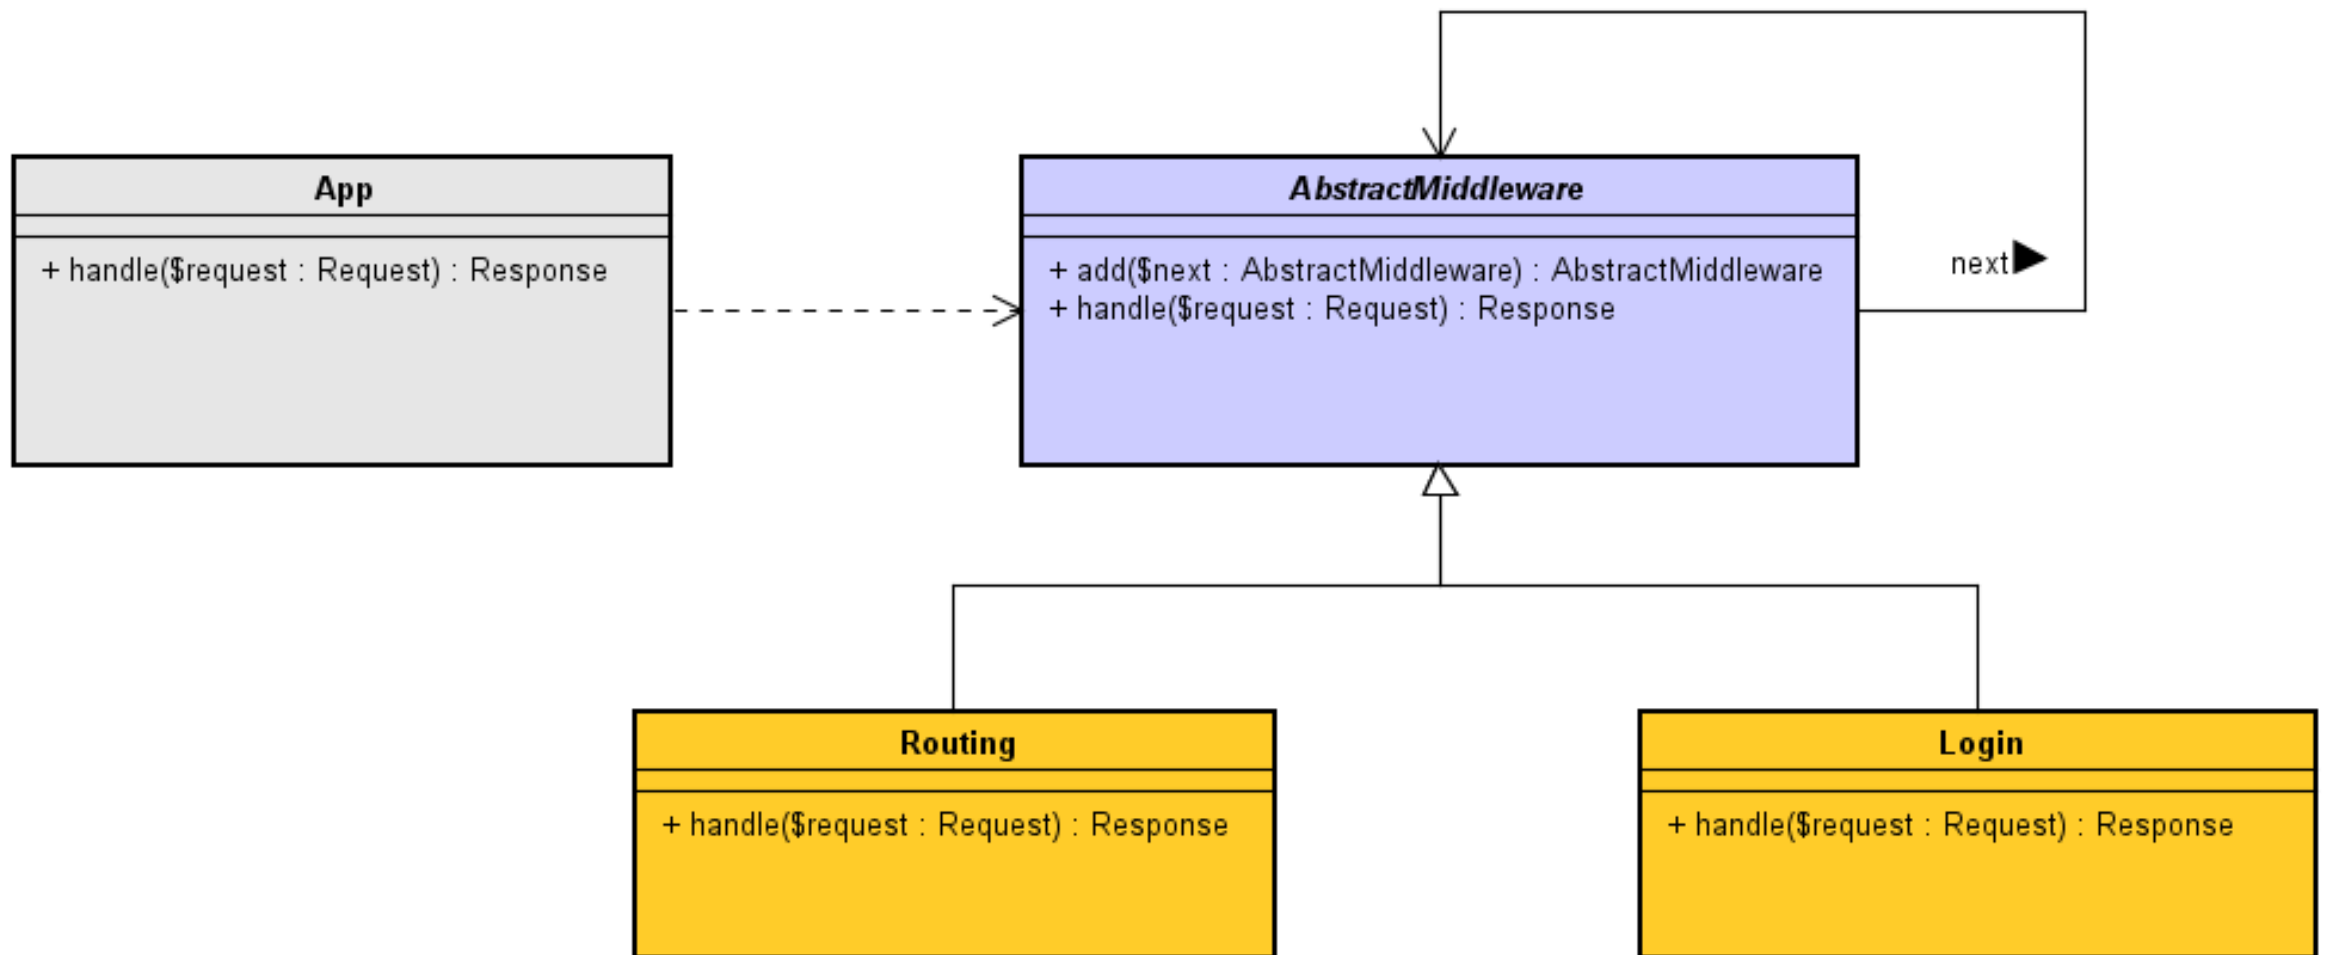 App
+ handle($request : Request) : Response
AbstractMiddleware
+ add($next : AbstractMiddleware) : AbstractMiddleware
+ handle($request : Request) : Response
next
Routing
+ handle($request : Request) : Response
Login
+ handle($request : Request) : Response